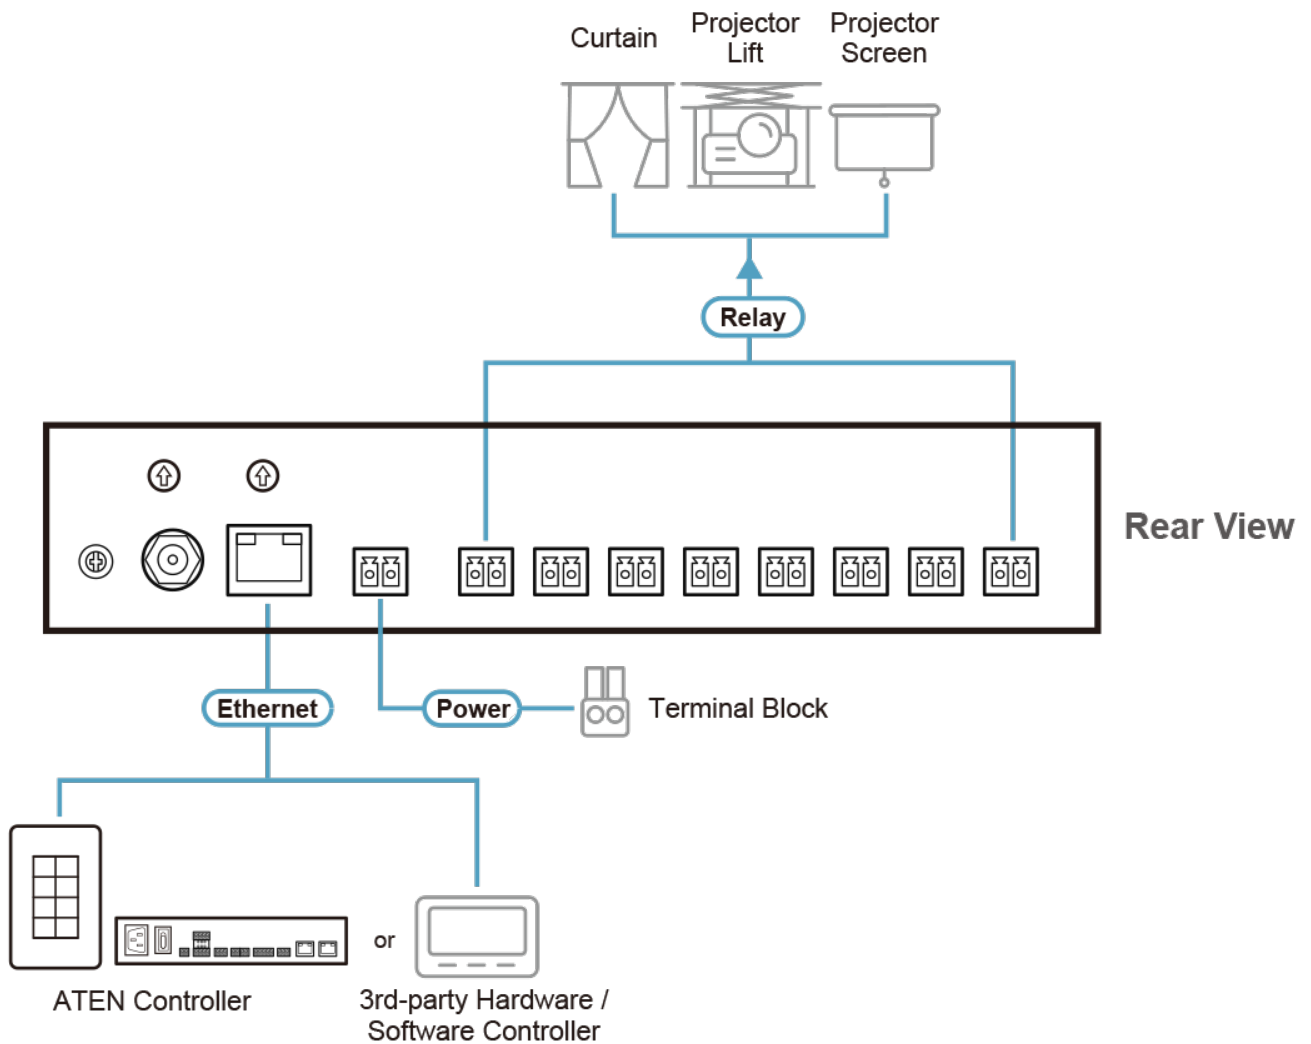 Curtain
Projector
Lift
Projector
Screen
Relay
Rear View
Ethernet
Power
Terminal Block
or
ATEN Controller
3rd-party Hardware /
Software Controller